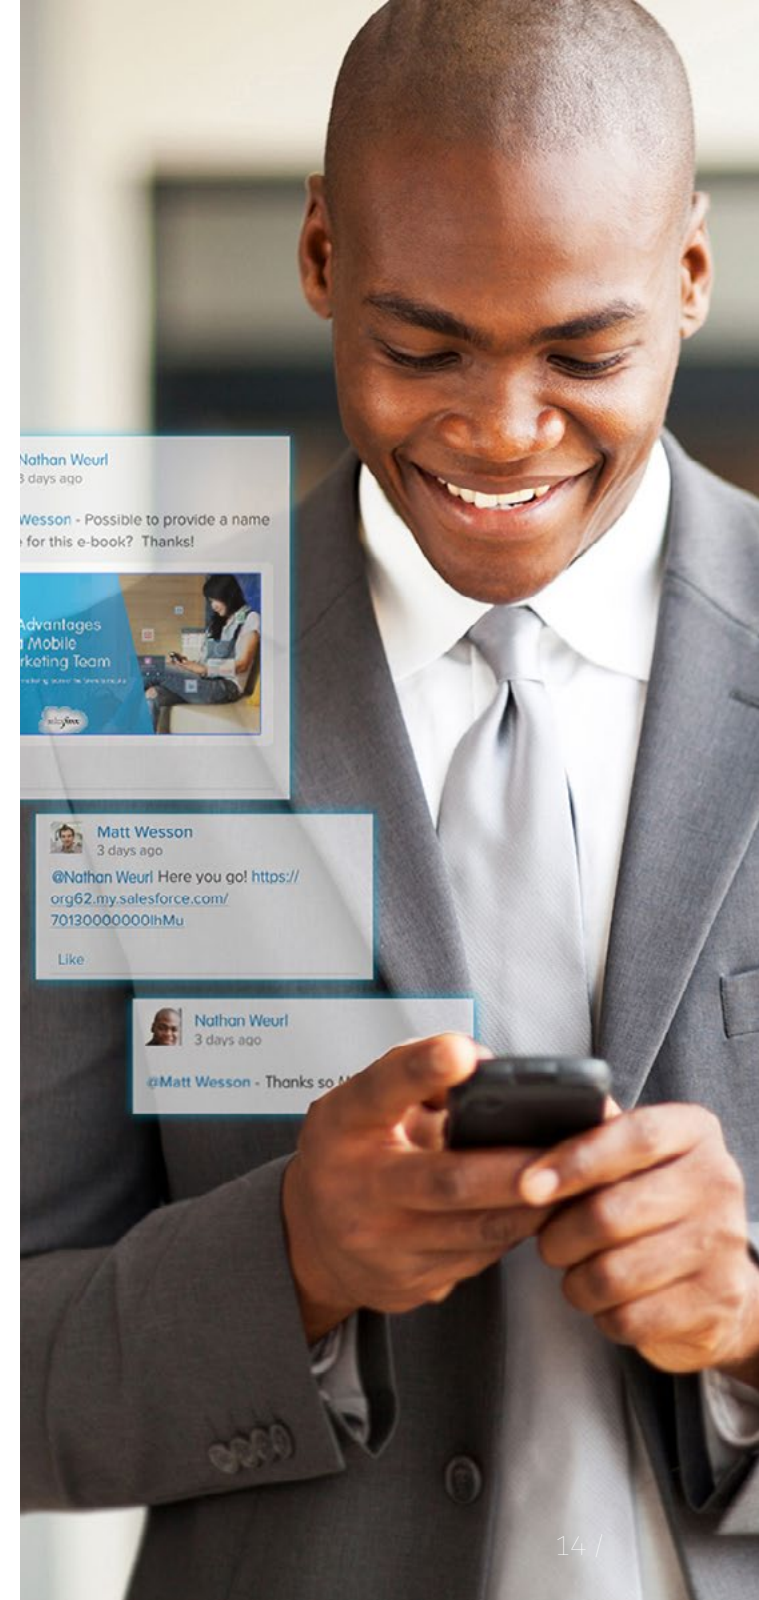 Nathan Weurl
3 days ago
Wesson - Possible to provide a name
for this e-book? Thanks!
Advantages
a Mobile
rketing Team
salesforce
Matt Wesson
3 days ago
@Nathan Weurl Here you go! https://
org62.my.salesforce.com/
70130000000lhMu
Like
Nathan Weurl
3 days ago
@Matt Wesson - Thanks so
14 /